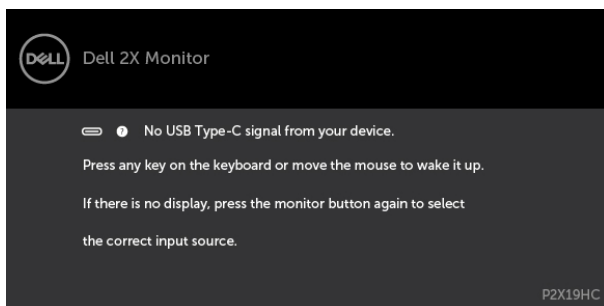 DELL Dell 2X Monitor
? No USB Type-C signal from your device.
Press any key on the keyboard or move the mouse to wake it up.
If there is no display, press the monitor button again to select
the correct input source.
P2X19HC